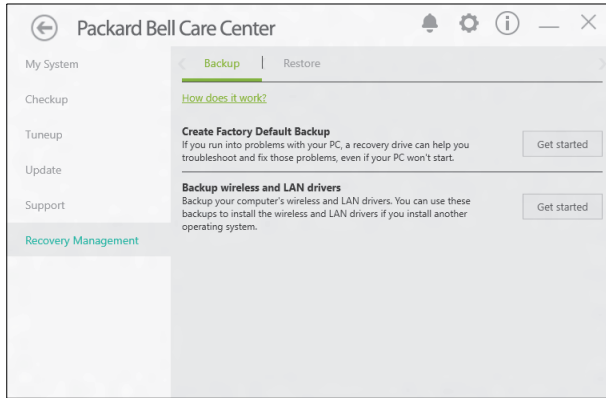 Packard Bell Care Center
My System
Checkup
Tuneup
Update
Support
Recovery Management
Backup
Restore
How does it work?
Create Factory Default Backup
If you run into problems with your PC, a recovery drive can help you
troubleshoot and fix those problems, even if your PC won't start.
Get started
Backup wireless and LAN drivers
Backup your computer's wireless and LAN drivers. You can use these
backups to install the wireless and LAN drivers if you install another
operating system.
Get started